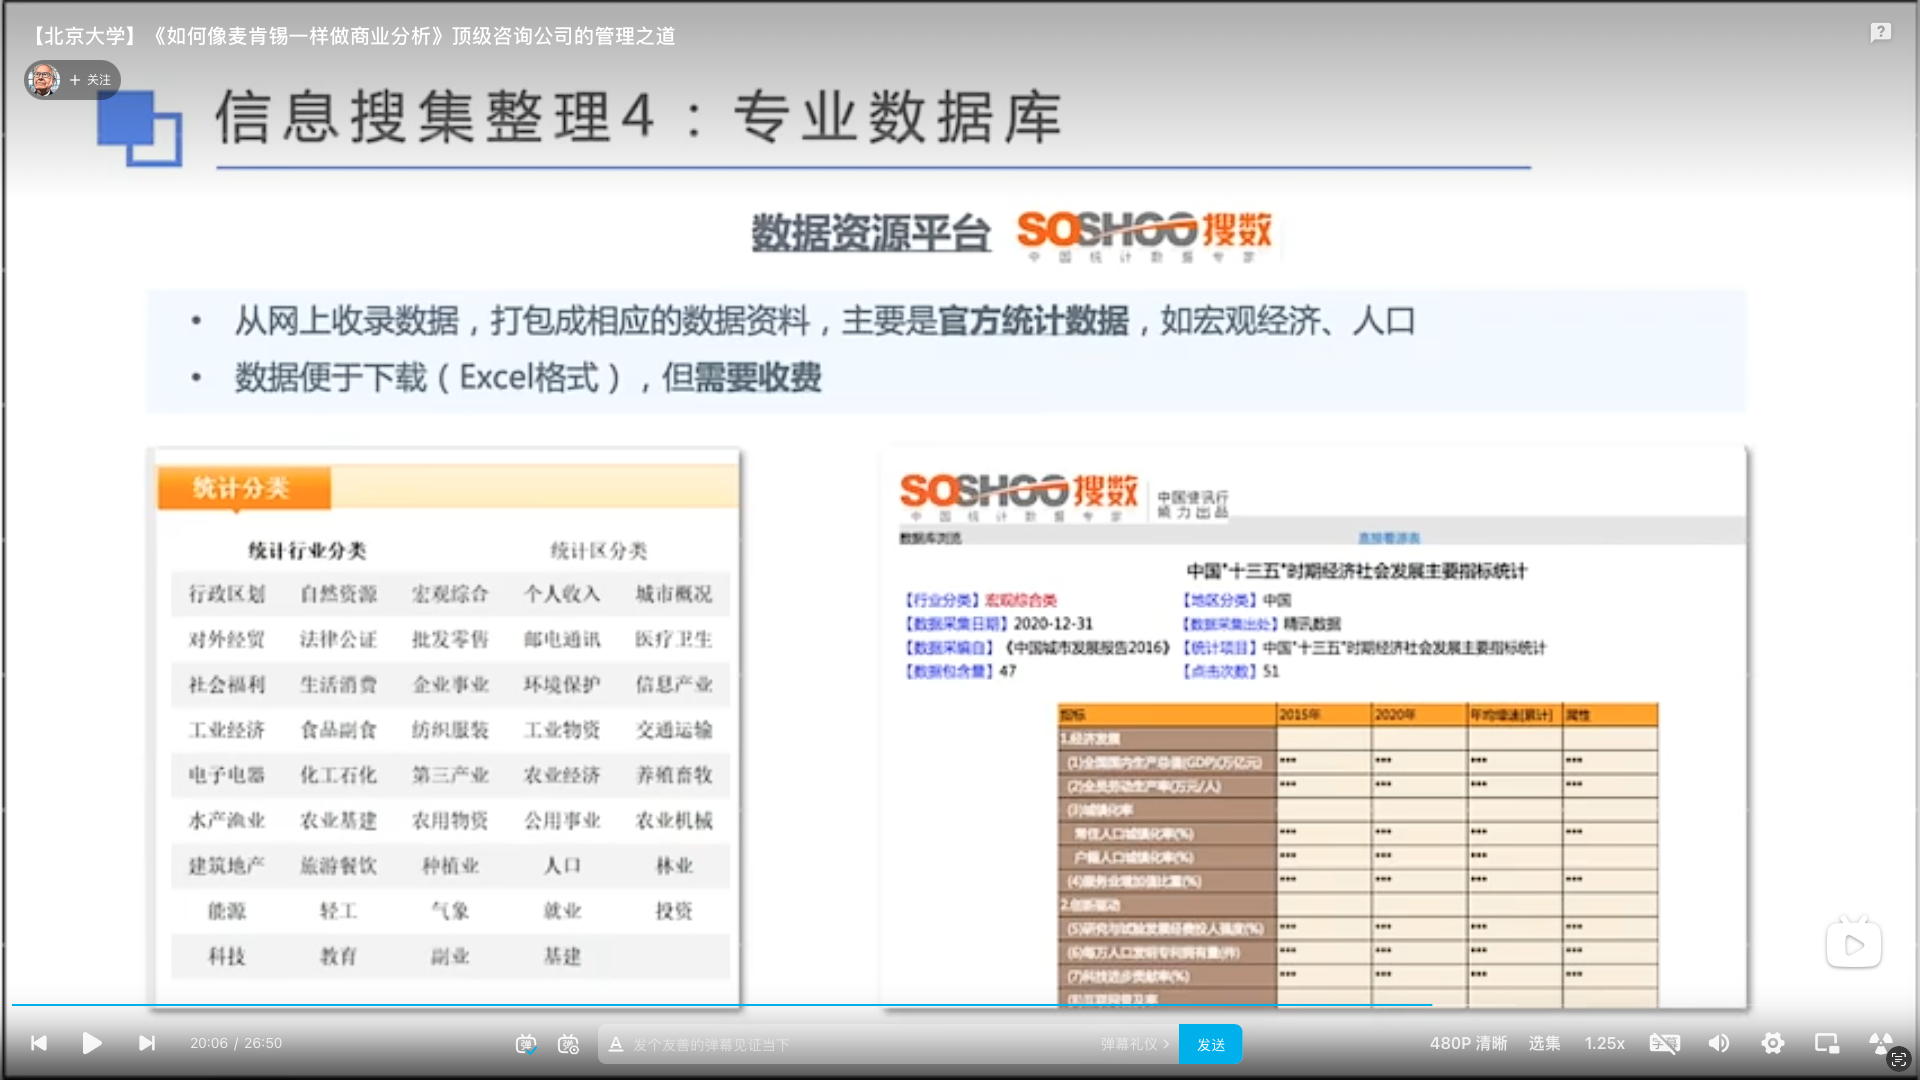 【北京大学】《如何像麦肯锡一样做商业分析》顶级咨询公司的管理之道
+ 关注
信息搜集整理4：专业数据库
数据资源平台 SOSHOO搜数
中国统计数据专家
• 从网上收录数据，打包成相应的数据资料，主要是官方统计数据，如宏观经济、人口
• 数据便于下载（Excel格式），但需要收费
统计分类
统计行业分类 统计区分类
行政区划 自然资源 宏观综合 个人收入 城市概况
对外经贸 法律公证 批发零售 邮电通讯 医疗卫生
社会福利 生活消费 企业事业 环境保护 信息产业
工业经济 食品副食 纺织服装 工业物资 交通运输
电子电器 化工石化 第三产业 农业经济 养殖畜牧
水产渔业 农业基建 农用物资 公用事业 农业机械
建筑地产 旅游餐饮 种植业 人口 林业
能源 轻工 气象 就业 投资
科技 教育 副业 基建
SOSHOO搜数 中国资讯行
中国统计数据专家 倾力出品
数据库浏览 直接看源表
中国"十三五"时期经济社会发展主要指标统计
【行业分类】宏观综合类 【地区分类】中国
【数据采集日期】2020-12-31 【数据采集出处】精讯数据
【数据采编自】《中国城市发展报告2016》 【统计项目】中国"十三五"时期经济社会发展主要指标统计
【数据包含量】47 【点击次数】51
指标 2015年 2020年 年均增速[累计] 属性
1.经济发展
(1)全国国内生产总值(GDP)(万亿元) *** *** *** ***
(2)全员劳动生产率(万元/人) *** *** *** ***
(3)城镇化率
常住人口城镇化率(%) *** *** *** ***
户籍人口城镇化率(%) *** *** ***
(4)服务业增加值比重(%) *** *** *** ***
2.创新驱动
(5)研究与试验发展经费投入强度(%) *** *** *** ***
(6)每万人口发明专利拥有量(件) *** *** *** ***
(7)科技进步贡献率(%) *** *** *** ***
20:06 / 26:50 弹 弹 A 发个友善的弹幕见证当下 弹幕礼仪 > 发送 480P 清晰 选集 1.25x 字幕